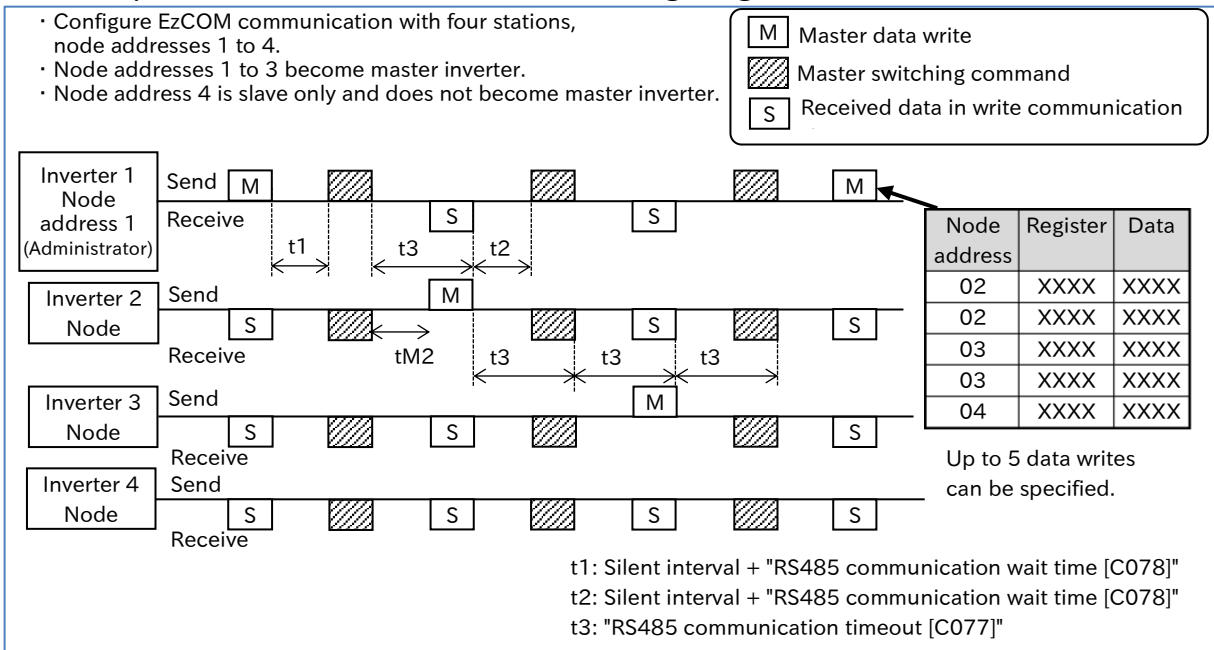 ・Configure EzCOM communication with four stations,
node addresses 1 to 4.
・Node addresses 1 to 3 become master inverter.
・Node address 4 is slave only and does not become master inverter.
M Master data write
Master switching command
S Received data in write communication
Inverter 1
Node
address 1
(Administrator)
Send M M
Receive S S
t1 t3 t2
Inverter 2
Node
Send M
S S S
Receive tM2 t3 t3 t3
Inverter 3
Node
Send M
S S S
Receive
Inverter 4
Node
Send
S S S S
Receive
Node address Register Data
02 XXXX XXXX
02 XXXX XXXX
03 XXXX XXXX
03 XXXX XXXX
04 XXXX XXXX
Up to 5 data writes
can be specified.
t1: Silent interval + "RS485 communication wait time [C078]"
t2: Silent interval + "RS485 communication wait time [C078]"
t3: "RS485 communication timeout [C077]"